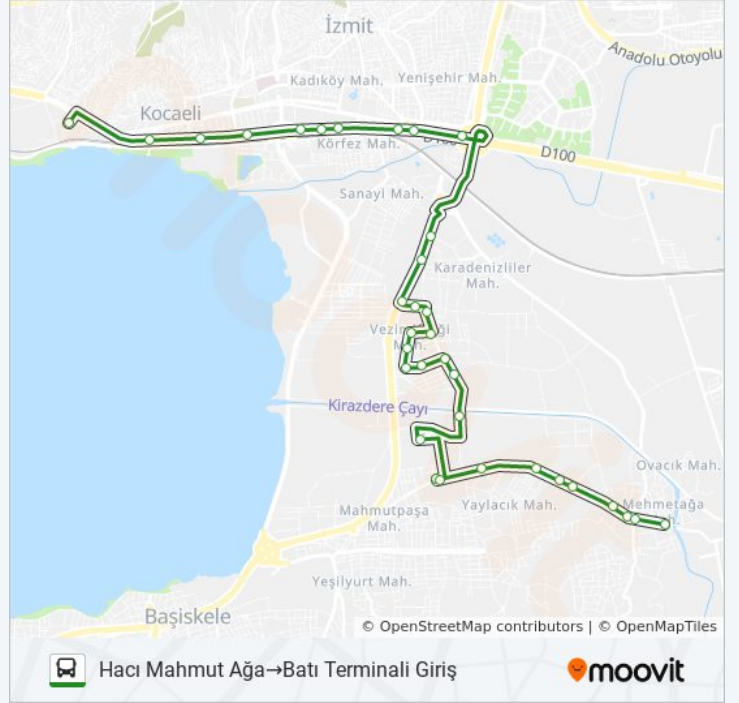 İzmit
Anadolu Otoyolu
Kadıköy Mah.
Yenişehir Mah.
Kocaeli
Körfez Mah.
D100
D100
Sanayi Mah.
Karadenizliler
Mah.
Mah.
Kirazdere Çayı
Ovacık Mah.
Yaylacık Mah.
Mehmetağa
Mahmutpaşa
Mah.
Yeşilyurt Mah.
Başiskele
© OpenStreetMap contributors | © OpenMapTiles
Hacı Mahmut Ağa→Batı Terminali Giriş
moovit